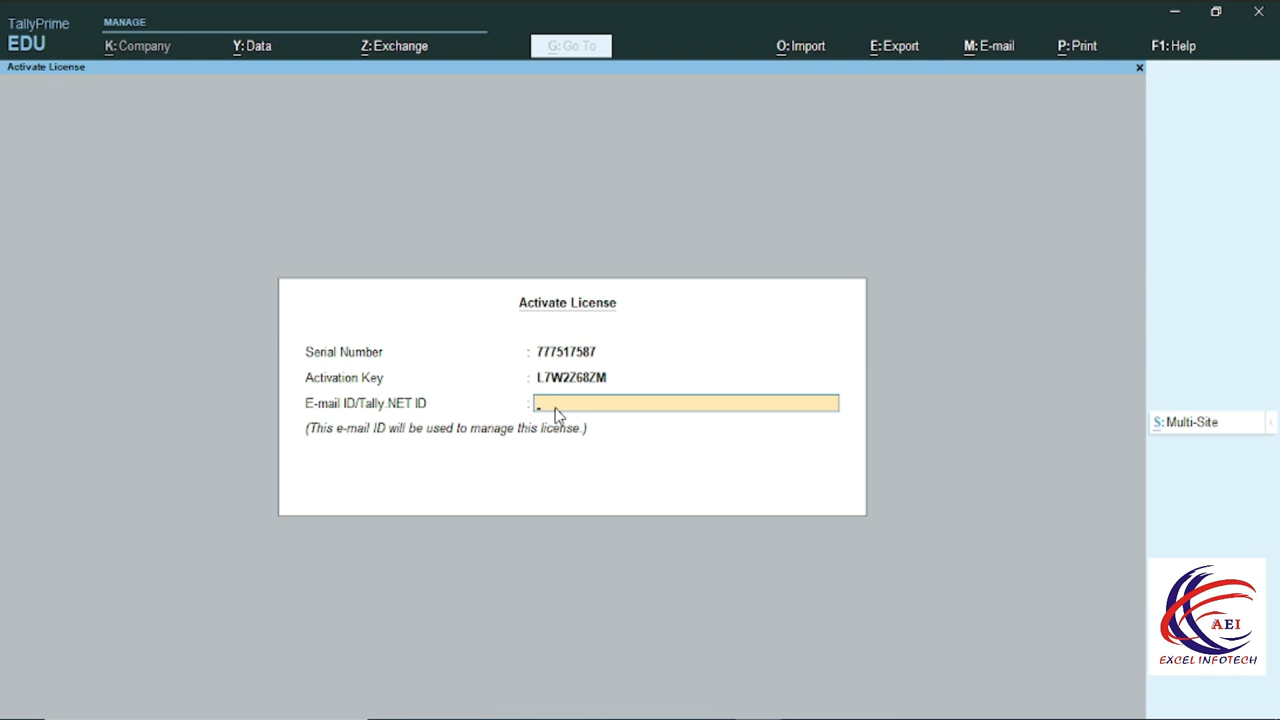 TallyPrime
EDU
MANAGE
K: Company Y: Data Z: Exchange G: Go To O: Import E: Export M: E-mail P: Print F1: Help
Activate License x
Activate License
Serial Number : 777517587
Activation Key : L7W2Z68ZM
E-mail ID/Tally.NET ID :
(This e-mail ID will be used to manage this license.)
S: Multi-Site
AEI
EXCEL INFOTECH